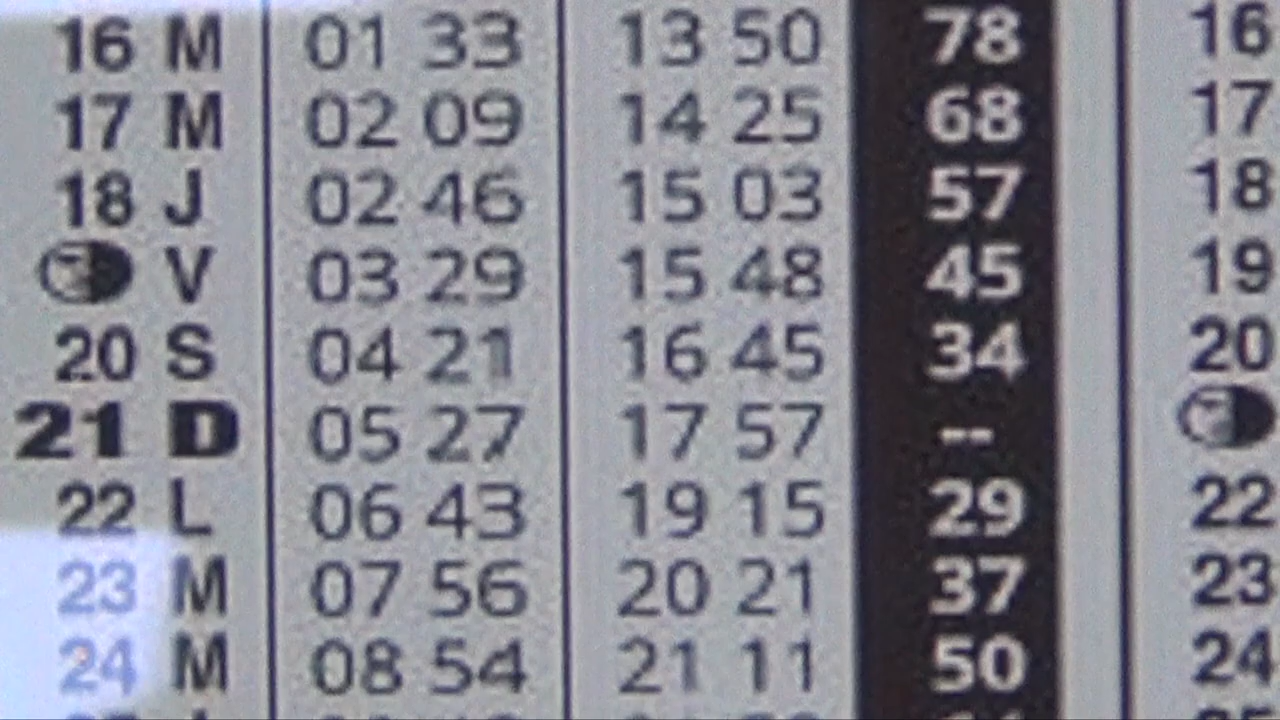 16 M 01 33 13 50 78 16
17 M 02 09 14 25 68 17
18 J 02 46 15 03 57 18
V 03 29 15 48 45 19
20 S 04 21 16 45 34 20
21 D 05 27 17 57 --
22 L 06 43 19 15 29 22
23 M 07 56 20 21 37 23
24 M 08 54 21 11 50 24